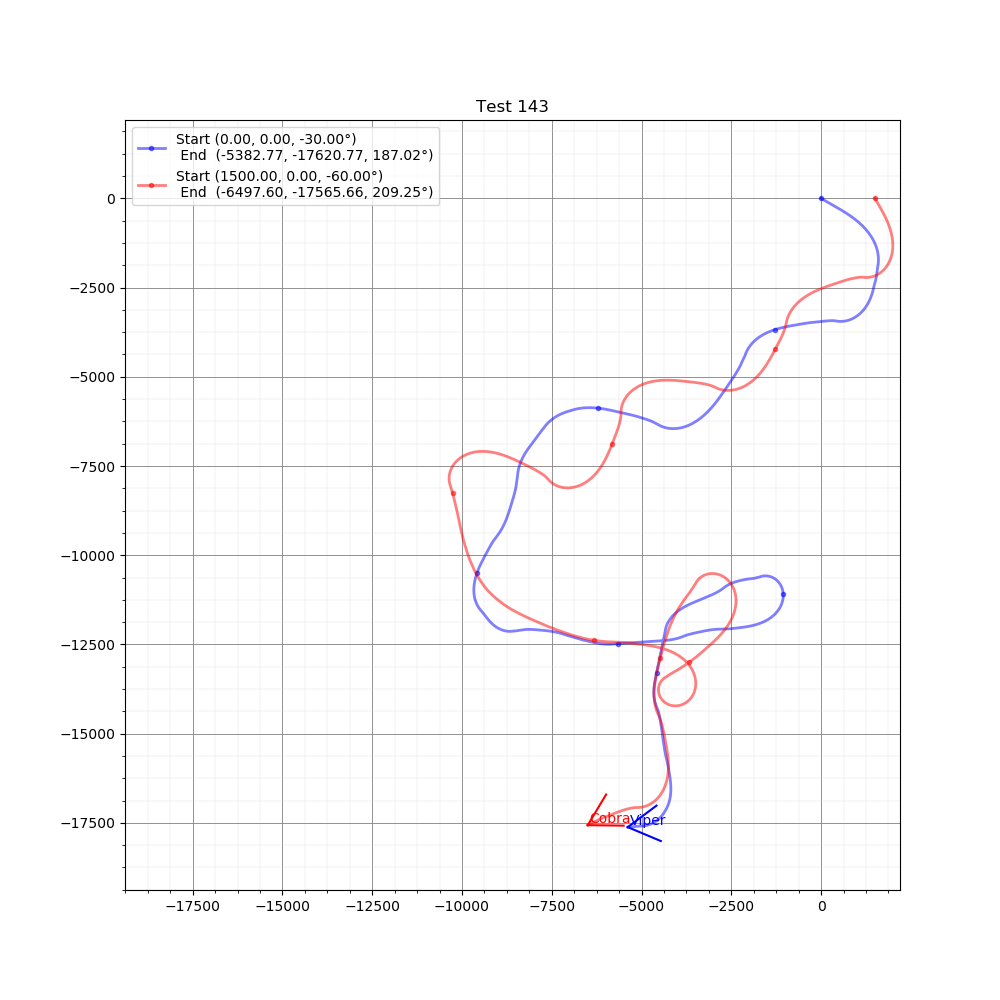 Test 143
Start (0.00, 0.00, -30.00°)
End (-5382.77, -17620.77, 187.02°)
Start (1500.00, 0.00, -60.00°)
End (-6497.60, -17565.66, 209.25°)
0
−2500
−5000
−7500
−10000
−12500
−15000
−17500
Cobra
Viper
−17500 −15000 −12500 −10000 −7500 −5000 −2500 0